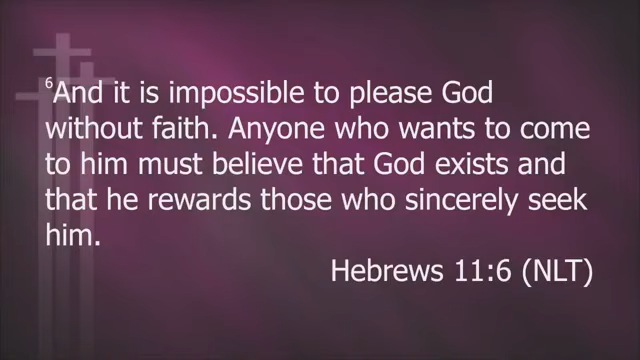 ⁶And it is impossible to please God
without faith. Anyone who wants to come
to him must believe that God exists and
that he rewards those who sincerely seek
him.
Hebrews 11:6 (NLT)